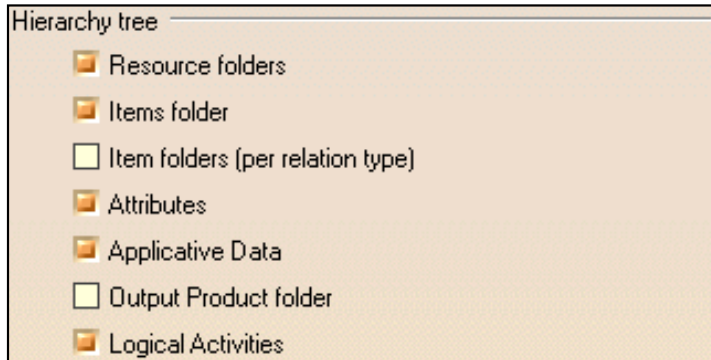 Hierarchy tree
Resource folders
Items folder
Item folders (per relation type)
Attributes
Applicative Data
Output Product folder
Logical Activities